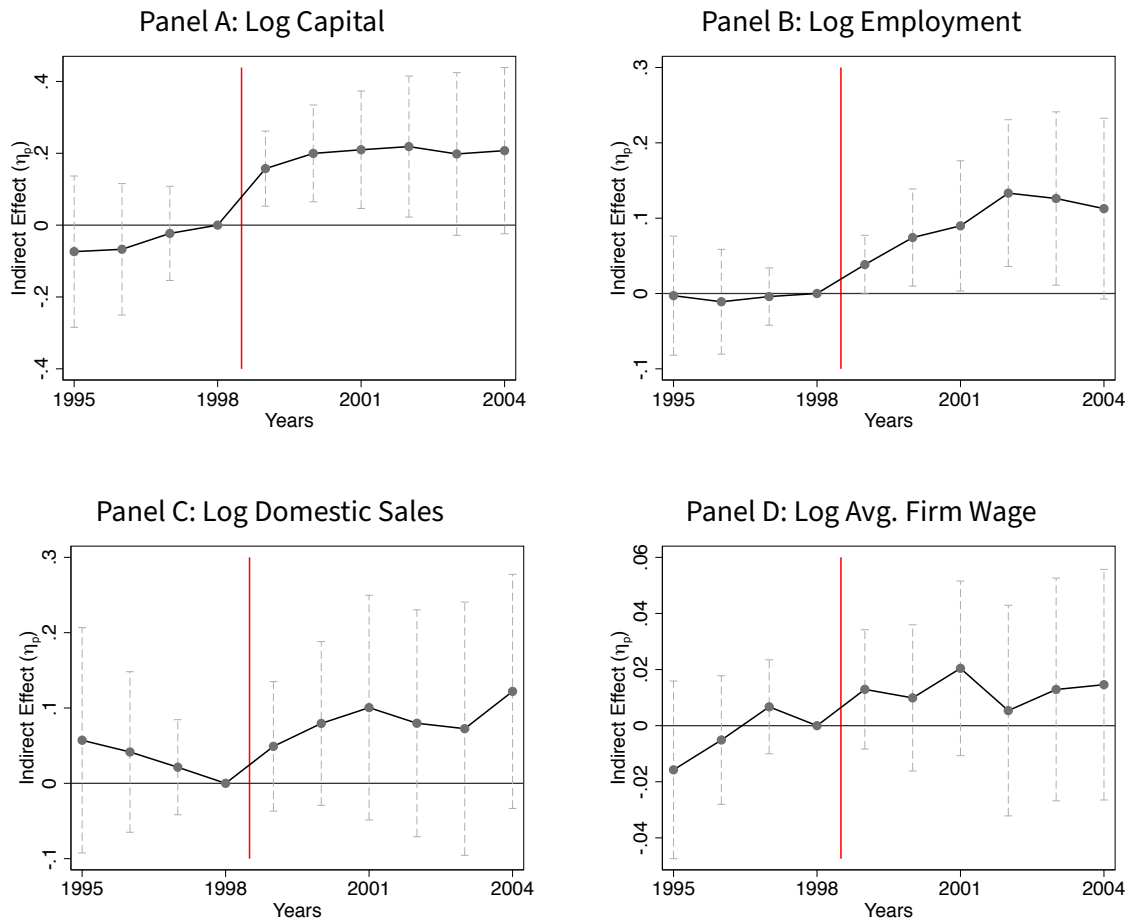 Panel A: Log Capital
Indirect Effect (ηp)
.4
.2
0
-.2
-.4
1995 1998 2001 2004
Years
Panel B: Log Employment
Indirect Effect (ηp)
.3
.2
.1
0
-.1
1995 1998 2001 2004
Years
Panel C: Log Domestic Sales
Indirect Effect (ηp)
.3
.2
.1
0
-.1
1995 1998 2001 2004
Years
Panel D: Log Avg. Firm Wage
Indirect Effect (ηp)
.06
.04
.02
0
-.02
-.04
1995 1998 2001 2004
Years